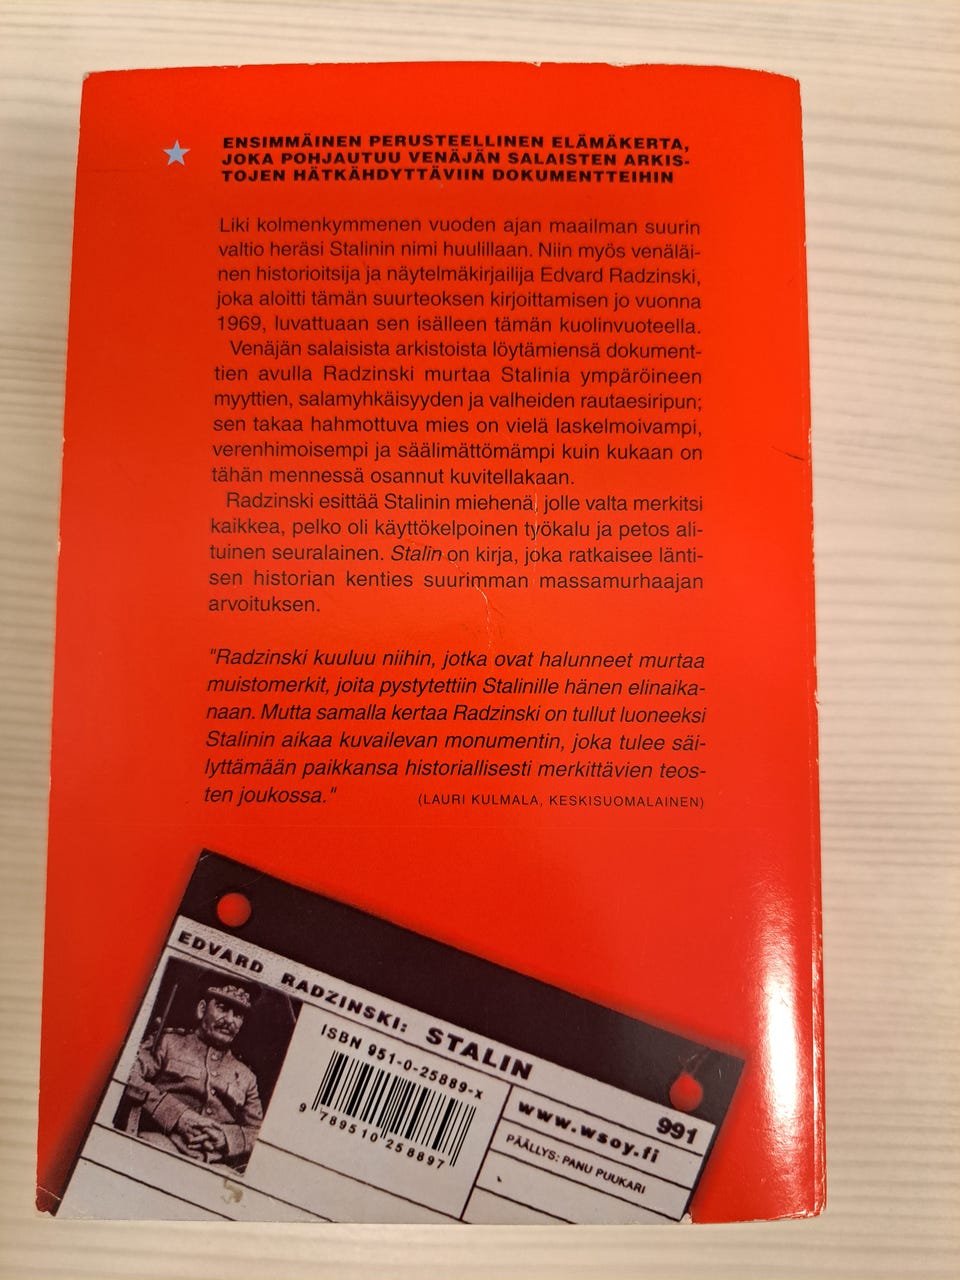 ENSIMMÄINEN PERUSTEELLINEN ELÄMÄKERTA,
JOKA POHJAUTUU VENÄJÄN SALAISTEN ARKIS-
TOJEN HÄTKÄHDYTTÄVIIN DOKUMENTTEIHIN
Liki kolmenkymmenen vuoden ajan maailman suurin
valtio heräsi Stalinin nimi huulillaan. Niin myös venäläi-
nen historioitsija ja näytelmäkirjailija Edvard Radzinski,
joka aloitti tämän suurteoksen kirjoittamisen jo vuonna
1969, luvattuaan sen isälleen tämän kuolinvuoteella.
Venäjän salaisista arkistoista löytämiensä dokument-
tien avulla Radzinski murtaa Stalinia ympäröineen
myyttien, salamyhkäisyyden ja valheiden rautaesiripun;
sen takaa hahmottuva mies on vielä laskelmoivampi,
verenhimoisempi ja säälimättömämpi kuin kukaan on
tähän mennessä osannut kuvitellakaan.
Radzinski esittää Stalinin miehenä, jolle valta merkitsi
kaikkea, pelko oli käyttökelpoinen työkalu ja petos ali-
tuinen seuralainen. Stalin on kirja, joka ratkaisee länti-
sen historian kenties suurimman massamurhaajan
arvoituksen.
"Radzinski kuuluu niihin, jotka ovat halunneet murtaa
muistomerkit, joita pystytettiin Stalinille hänen elinaika-
naan. Mutta samalla kertaa Radzinski on tullut luoneeksi
Stalinin aikaa kuvailevan monumentin, joka tulee säi-
lyttämään paikkansa historiallisesti merkittävien teos-
ten joukossa." (LAURI KULMALA, KESKISUOMALAINEN)
EDVARD RADZINSKI: STALIN
ISBN 951-0-25889-x
9 789510 258897
991
www.wsoy.fi
PÄÄLLYS: PANU PUUKARI